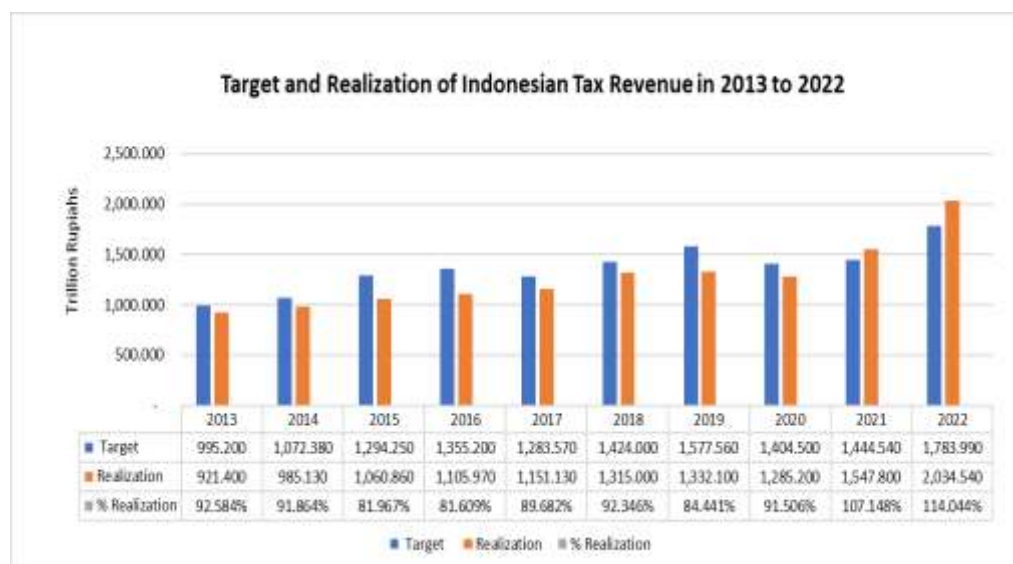 Target and Realization of Indonesian Tax Revenue in 2013 to 2022
Trillion Rupiahs
2,500.000
2,000.000
1,500.000
1,000.000
500.000
-
2013 2014 2015 2016 2017 2018 2019 2020 2021 2022
Target 995.200 1,072.380 1,294.250 1,355.200 1,283.570 1,424.000 1,577.560 1,404.500 1,444.540 1,783.990
Realization 921.400 985.130 1,060.860 1,105.970 1,151.130 1,315.000 1,332.100 1,285.200 1,547.800 2,034.540
% Realization 92.584% 91.864% 81.967% 81.609% 89.682% 92.346% 84.441% 91.506% 107.148% 114.044%
Target Realization % Realization